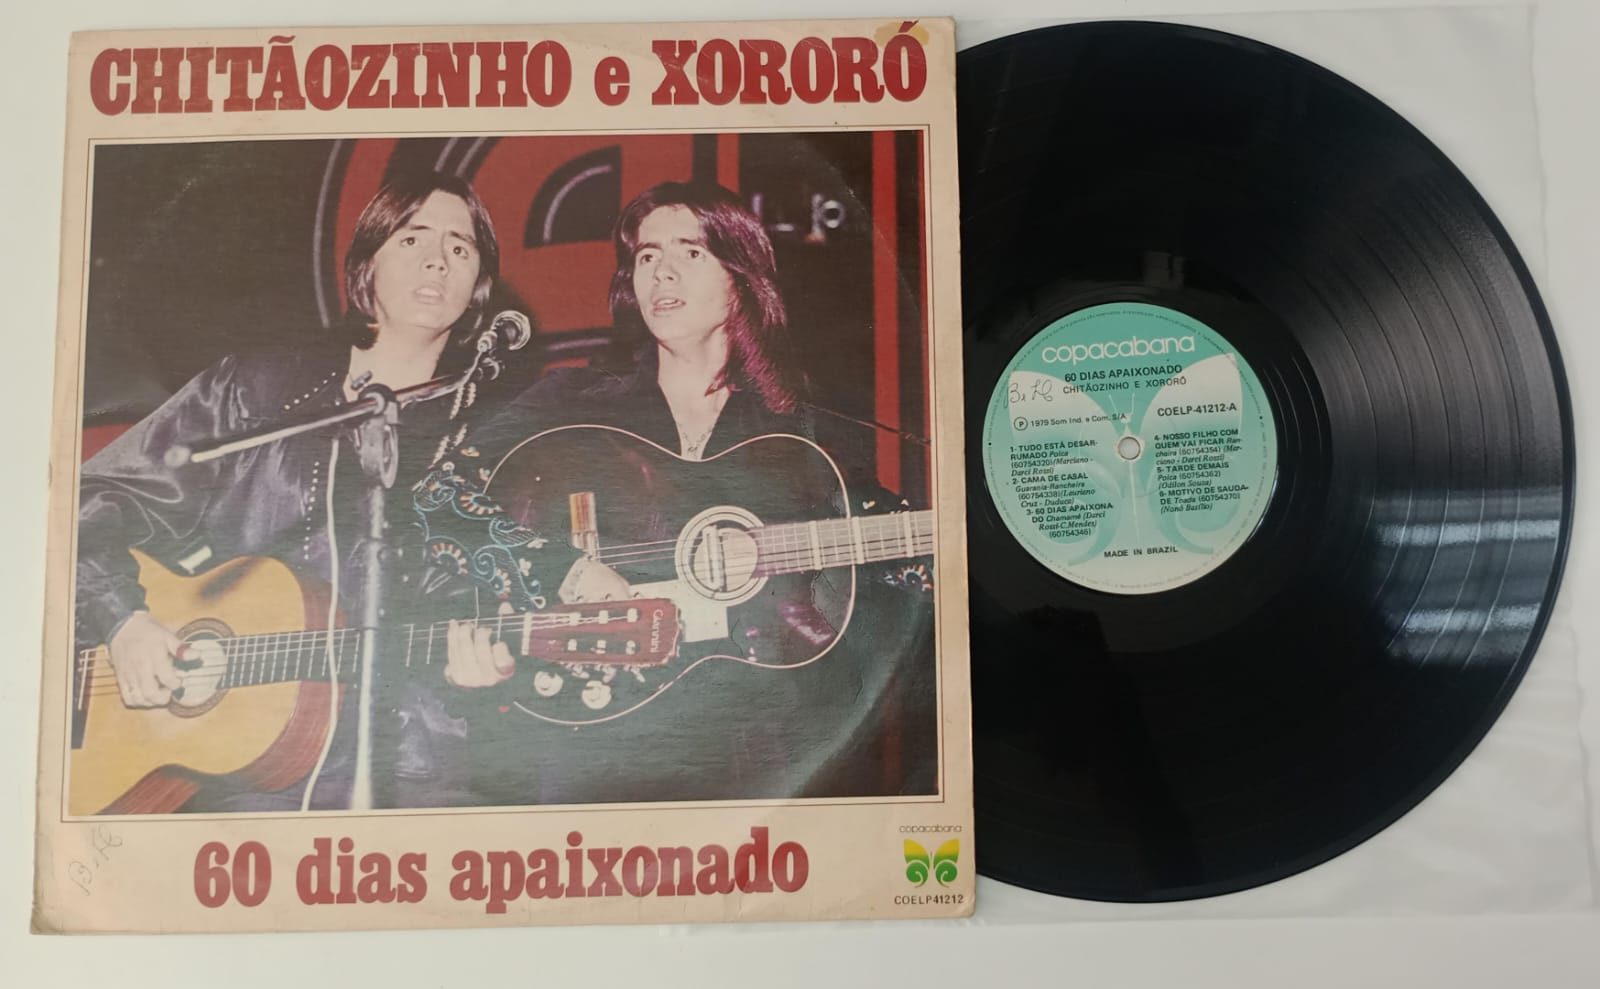 CHITÃOZINHO e XORORÓ
LP
Giannini
60 dias apaixonado
copacabana
COELP41212
copacabana
60 DIAS APAIXONADO
CHITÃOZINHO E XORORÓ
COELP-41212-A
P 1979 Som Ind. e Com. S/A
1- TUDO ESTÁ DESAR-
RUMADO Polca
(60754320)(Marciano -
Darci Rossi)
2- CAMA DE CASAL
Guarania-Rancheira
(60754338)(Lauriano
Cruz - Duduca)
3- 60 DIAS APAIXONA-
DO Chamamé (Darci
Rossi-C.Mendes)
(60754346)
4- NOSSO FILHO COM
QUEM VAI FICAR Ran-
cheira (60754354) (Mar-
ciano - Darci Rossi)
5- TARDE DEMAIS
Polca (60754362)
(Odilon Sousa)
6- MOTIVO DE SAUDA-
DE Toada (60754370)
(Nonô Basílio)
MADE IN BRAZIL